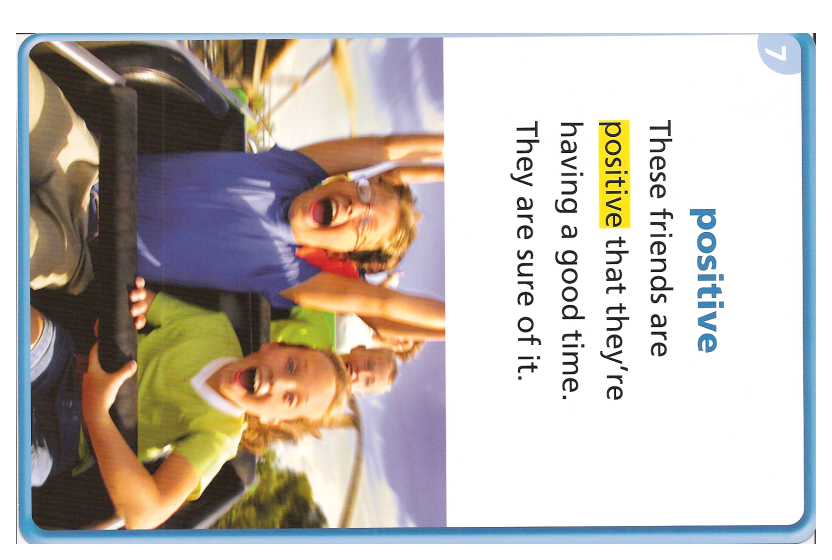 7
positive
These friends are
positive that they're
having a good time.
They are sure of it.